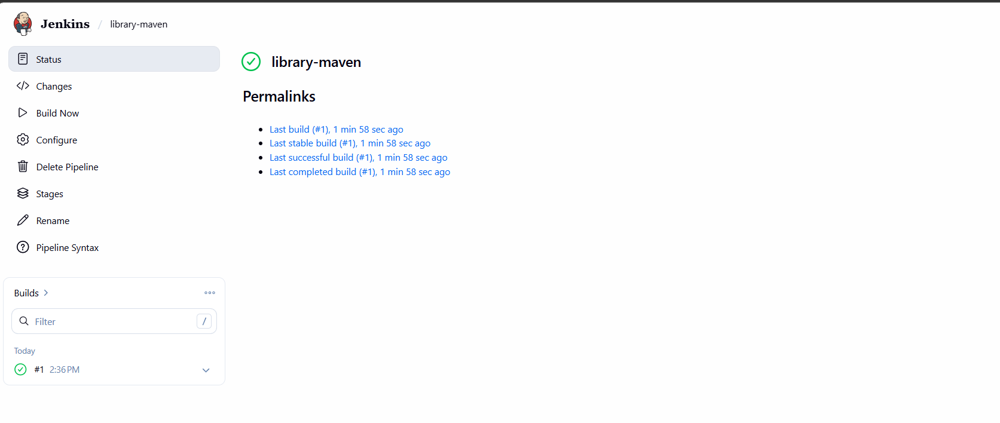 Jenkins / library-maven
Status
Changes
Build Now
Configure
Delete Pipeline
Stages
Rename
Pipeline Syntax
Builds
Filter /
Today
#1 2:36 PM
library-maven
Permalinks
Last build (#1), 1 min 58 sec ago
Last stable build (#1), 1 min 58 sec ago
Last successful build (#1), 1 min 58 sec ago
Last completed build (#1), 1 min 58 sec ago